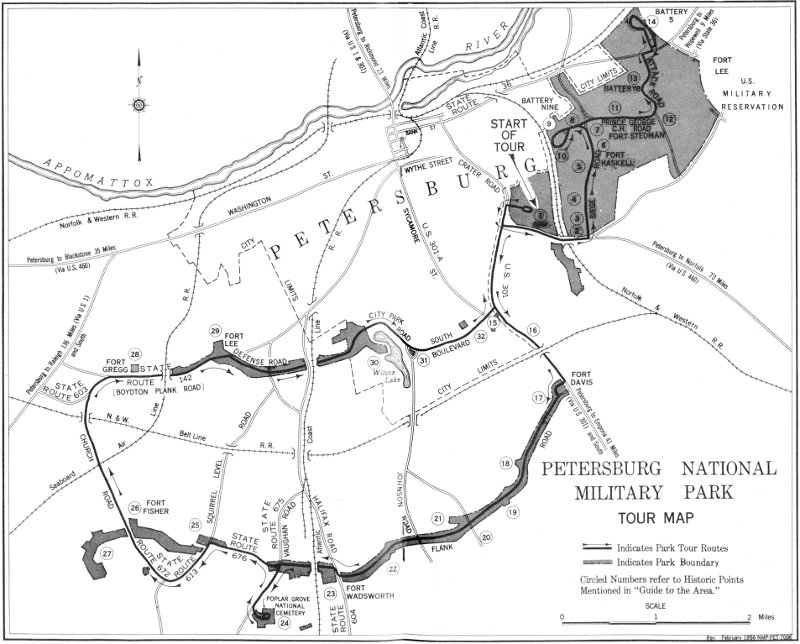 BATTERY
5
14
Petersburg to
Hopewell 9 Miles
(Via State 36)
Petersburg to Richmond 23 Miles
(Via U.S. 1 & 301)
Atlantic Coast
Line R. R.
RIVER
FORT
LEE
U. S.
MILITARY
RESERVATION
CITY LIMITS
ATTACK ROAD
13
BATTERY 8
36
STATE
ROUTE
BATTERY
NINE
9
8
11
12
PRINCE GEORGE
C.H. ROAD
7
FORT STEDMAN
6
10
FORT
HASKELL
5
4
3
2
1
SIEGE ROAD
START
OF
TOUR
N
BANK ST
WYTHE STREET
CRATER ROAD
APPOMATTOX
WASHINGTON ST.
PETERSBURG
SYCAMORE ST.
U. S. 301-A
Norfolk & Western R. R.
Petersburg to Blackstone 35 Miles
(Via U.S. 460)
R. R.
R. R.
CITY LIMITS
U. S. 301
Petersburg to Norfolk 73 Miles
(Via U.S. 460)
Norfolk & Western R. R.
Petersburg to Raleigh 136 Miles (Via U.S. 1)
and South
STATE
ROUTE 603
28
FORT
GREGG
STATE
ROUTE 142
(BOYDTON PLANK ROAD)
29
FORT
LEE
DEFENSE ROAD
Line
CITY PARK
ROAD
30
Wilcox
Lake
31
SOUTH
BOULEVARD
32
15
16
CITY LIMITS
FORT
DAVIS
17
Petersburg to Emporia 41 Miles
(Via U.S. 301) and South
N. & W.
Belt Line R. R.
Line
Air
Seaboard
CHURCH
ROAD
ROAD
LEVEL
SQUIRREL
Coast
Atlantic
HALIFAX ROAD
STATE
ROUTE 675
VAUGHAN ROAD
JOHNSON
ROAD
ROAD
18
19
20
21
22
FLANK
26
FORT
FISHER
25
27
ROUTE 672
STATE
ROUTE
613
STATE
ROUTE
676
POPLAR GROVE
NATIONAL
CEMETERY
24
23
FORT
WADSWORTH
STATE
ROUTE 604
PETERSBURG NATIONAL
MILITARY PARK
TOUR MAP
Indicates Park Tour Routes
Indicates Park Boundary
Circled Numbers refer to Historic Points
Mentioned in "Guide to the Area."
SCALE
0 1 2 Miles
Rev. February 1956 NMP-PET-7006